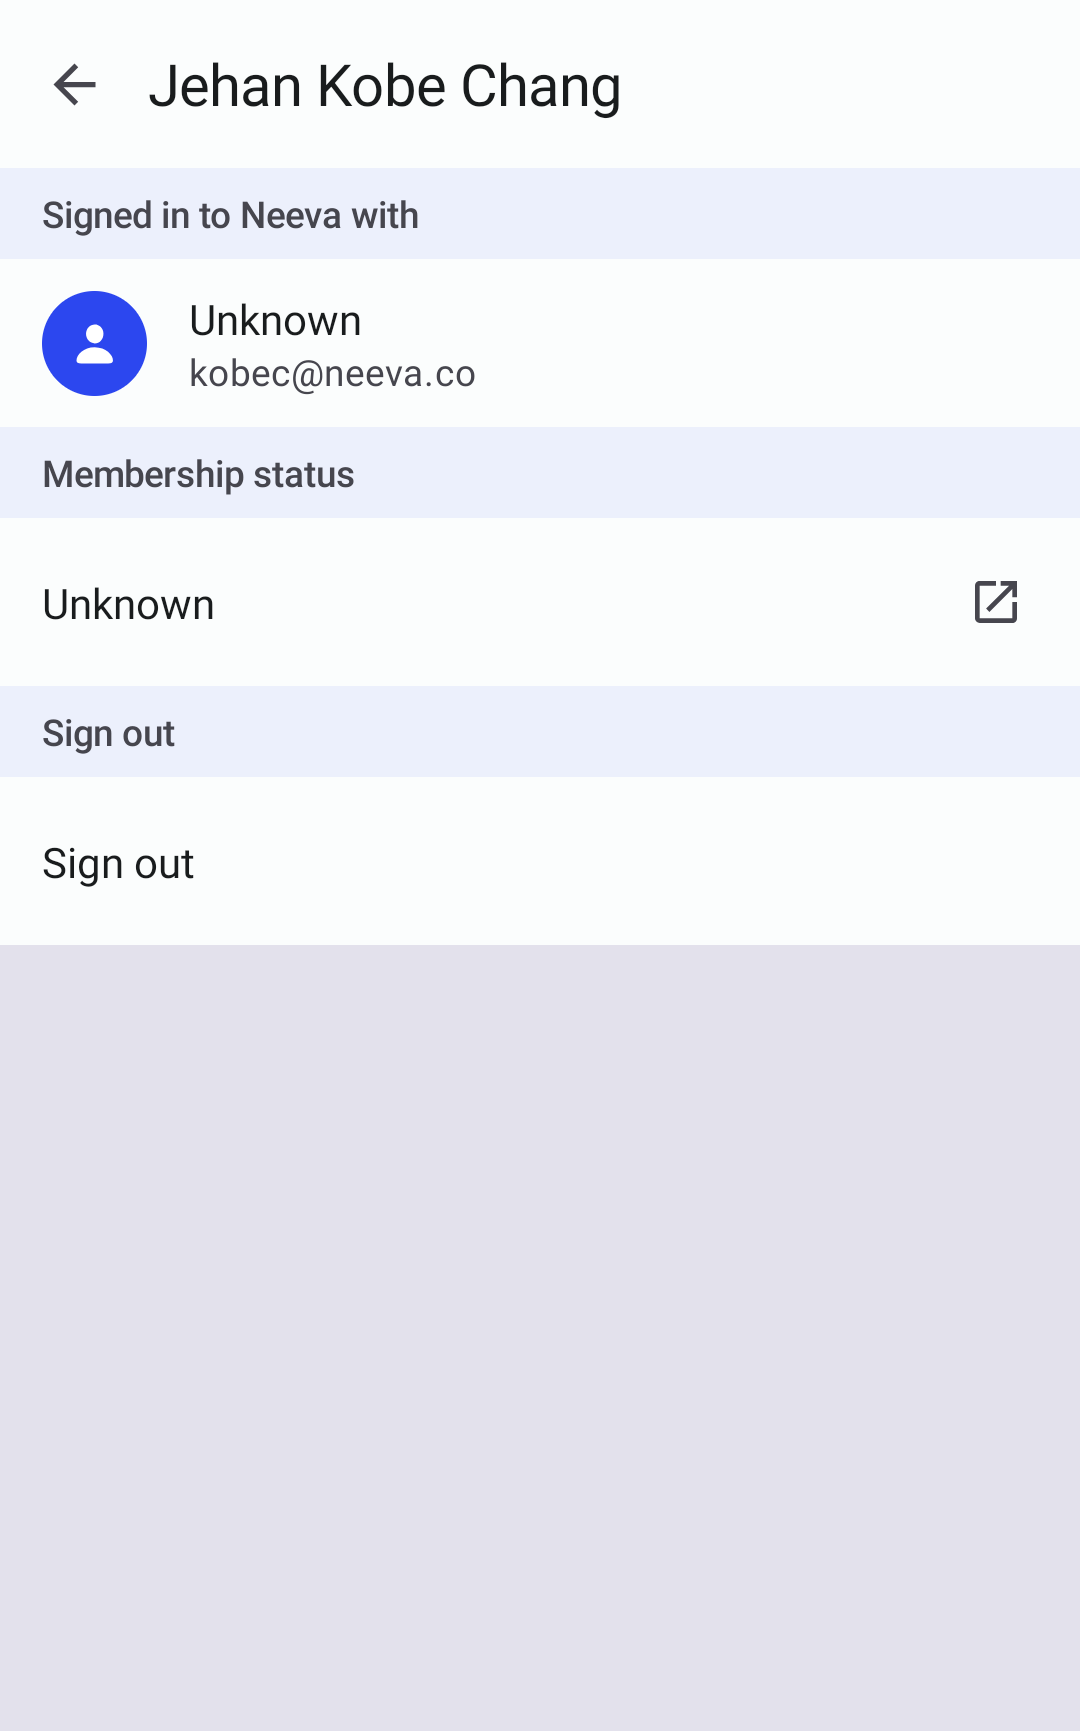 Jehan Kobe Chang
Signed in to Neeva with
Unknown
kobec@neeva.co
Membership status
Unknown
Sign out
Sign out